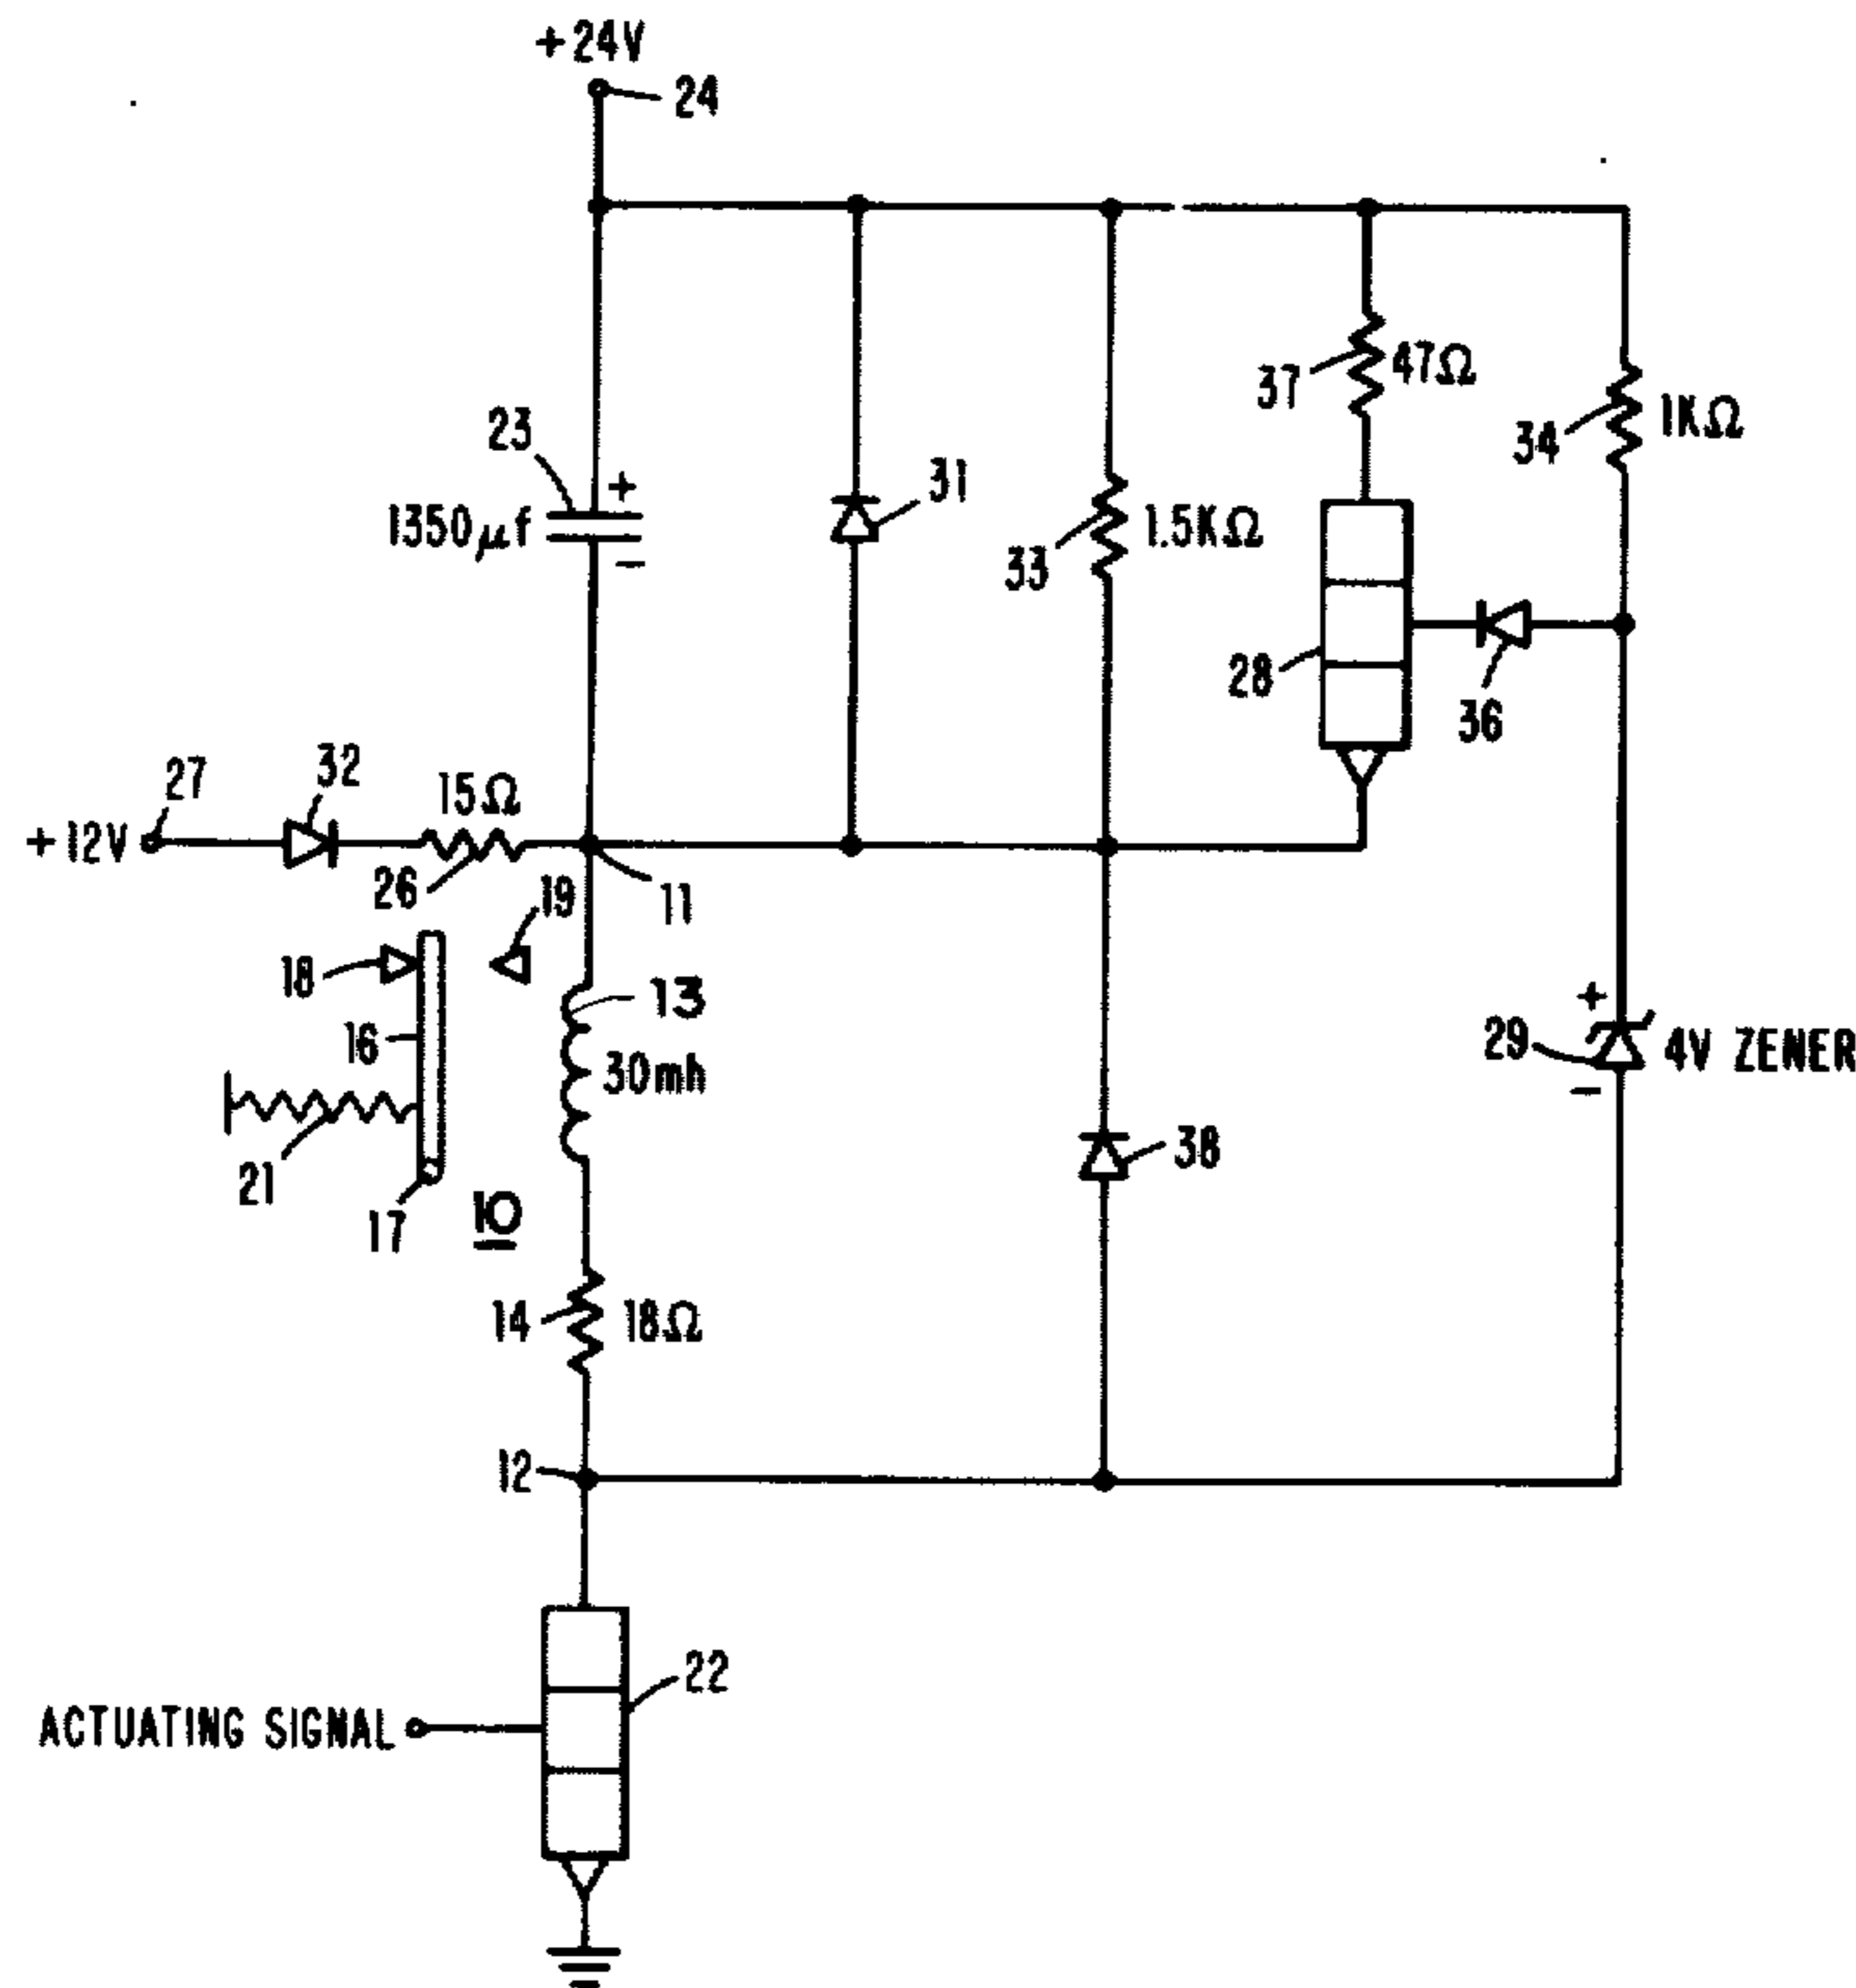 +24V
24
23
1350μf
+
−
31
33
1.5KΩ
37
47Ω
34
1KΩ
28
36
27
+12V
32
15Ω
26
11
19
18
16
13
30mh
21
17
10
14
18Ω
38
+
29
4V ZENER
−
12
22
ACTUATING SIGNAL